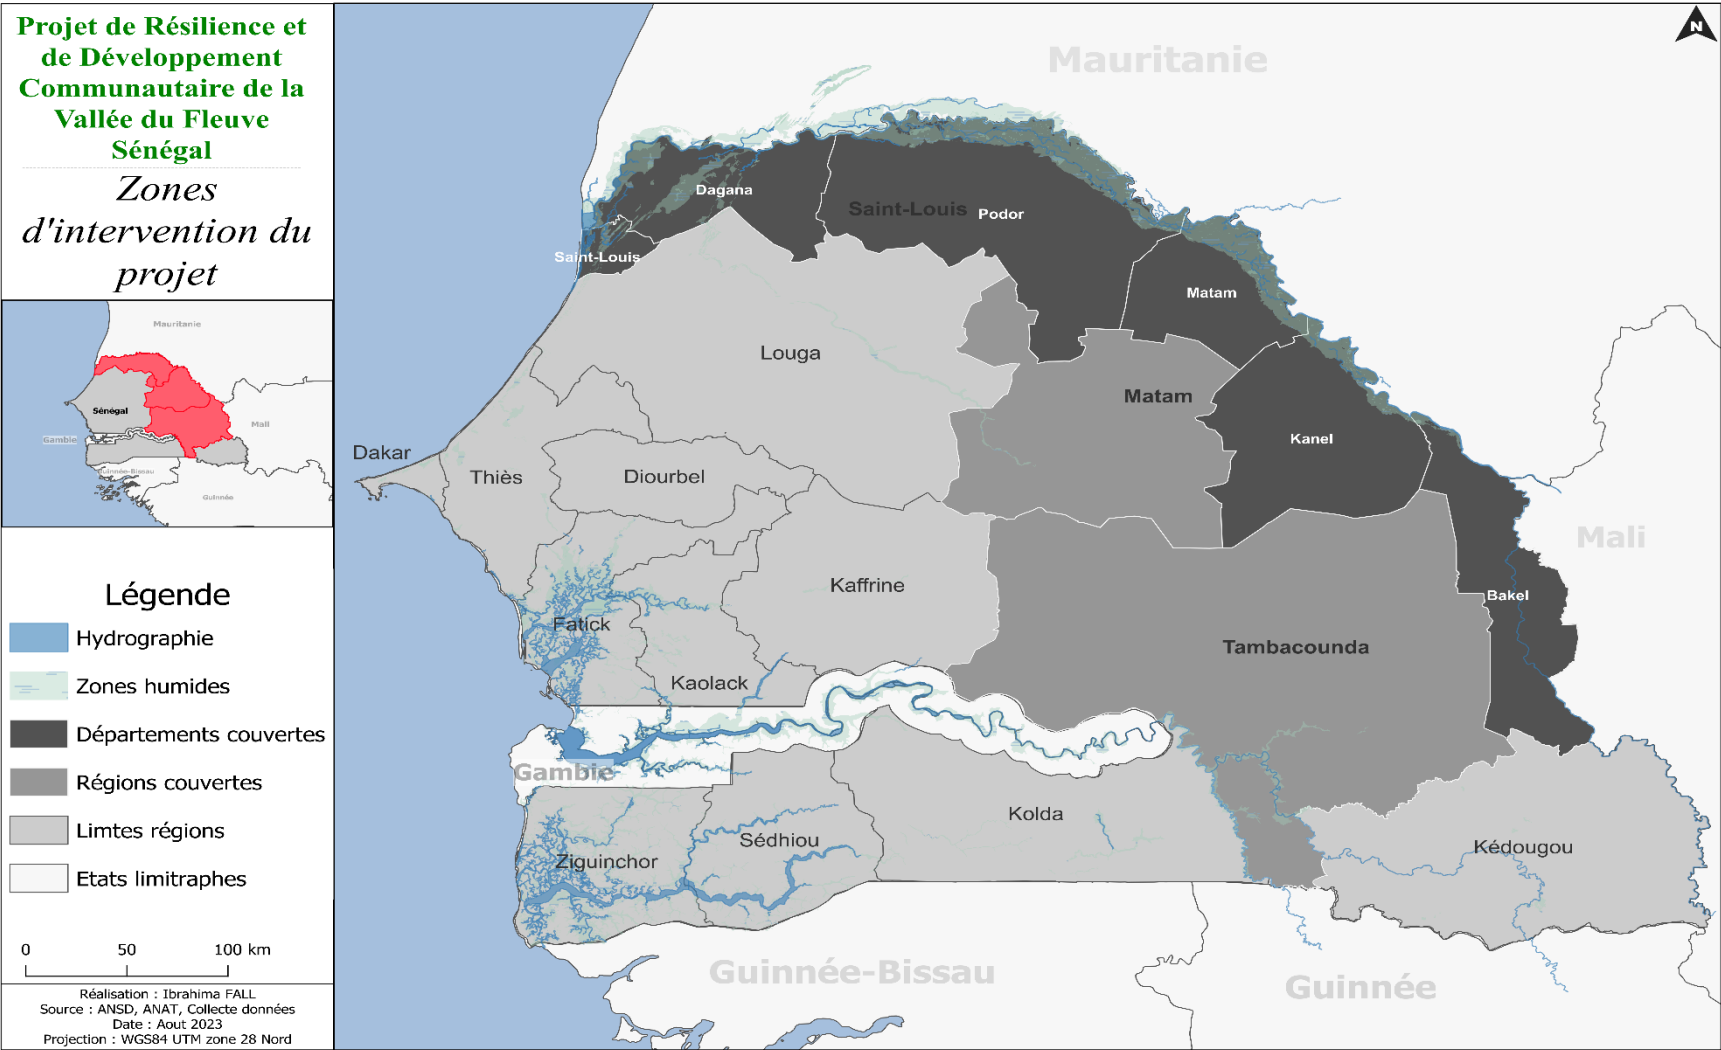 Projet de Résilience et
de Développement
Communautaire de la
Vallée du Fleuve
Sénégal
Zones
d'intervention du
projet
Mauritanie
Sénégal
Mali
Gambie
Guinnée-Bissau
Guinnée
Légende
Hydrographie
Zones humides
Départements couvertes
Régions couvertes
Limtes régions
Etats limitraphes
0 50 100 km
Réalisation : Ibrahima FALL
Source : ANSD, ANAT, Collecte données
Date : Aout 2023
Projection : WGS84 UTM zone 28 Nord
N
Mauritanie
Dagana
Saint-Louis
Podor
Saint-Louis
Matam
Louga
Matam
Kanel
Dakar
Thiès
Diourbel
Mali
Kaffrine
Bakel
Fatick
Tambacounda
Kaolack
Gambie
Kolda
Sédhiou
Ziguinchor
Kédougou
Guinnée-Bissau
Guinnée